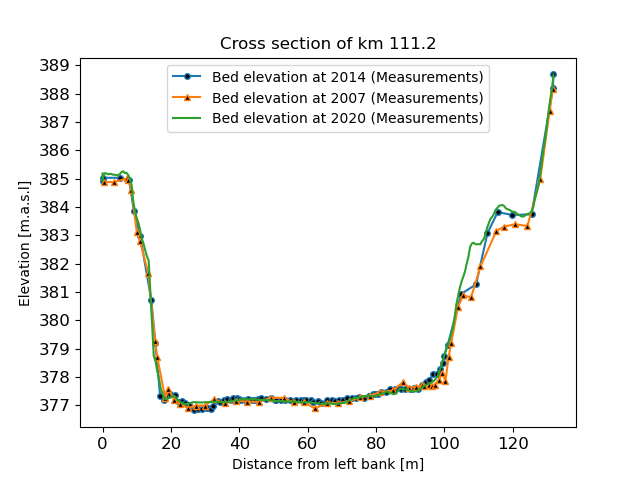 Cross section of km 111.2
Bed elevation at 2014 (Measurements)
Bed elevation at 2007 (Measurements)
Bed elevation at 2020 (Measurements)
Elevation [m.a.s.l]
389
388
387
386
385
384
383
382
381
380
379
378
377
0 20 40 60 80 100 120
Distance from left bank [m]